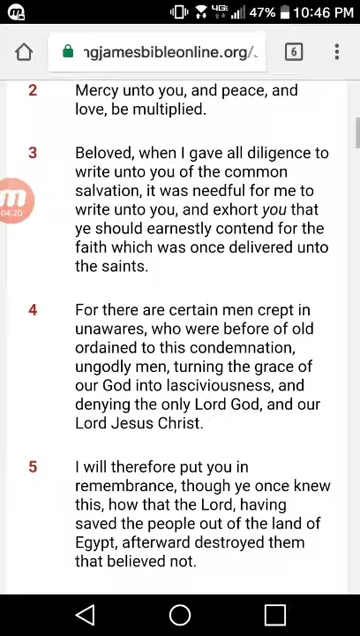 4G 47% 10:46 PM
ngjamesbibleonline.org/. 6
2 Mercy unto you, and peace, and
love, be multiplied.
3 Beloved, when I gave all diligence to
write unto you of the common
salvation, it was needful for me to
write unto you, and exhort you that
ye should earnestly contend for the
faith which was once delivered unto
the saints.
04:20
4 For there are certain men crept in
unawares, who were before of old
ordained to this condemnation,
ungodly men, turning the grace of
our God into lasciviousness, and
denying the only Lord God, and our
Lord Jesus Christ.
5 I will therefore put you in
remembrance, though ye once knew
this, how that the Lord, having
saved the people out of the land of
Egypt, afterward destroyed them
that believed not.